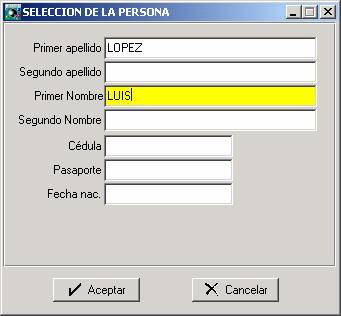 SELECCION DE LA PERSONA
Primer apellido LOPEZ
Segundo apellido
Primer Nombre LUIS
Segundo Nombre
Cédula
Pasaporte
Fecha nac.
Aceptar Cancelar